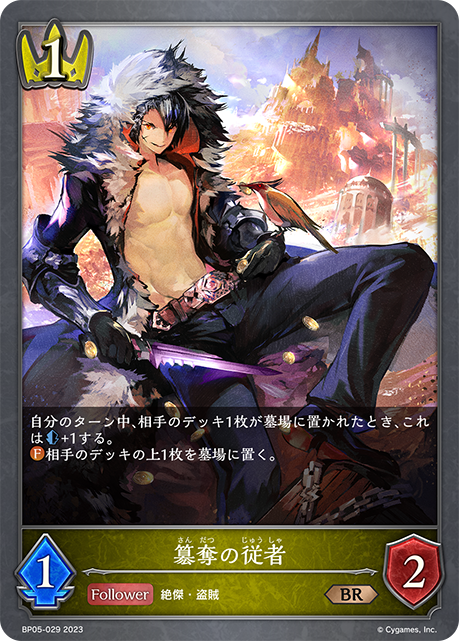 1
自分のターン中、相手のデッキ1枚が墓場に置かれたとき、これ
は+1する。
F相手のデッキの上1枚を墓場に置く。
さんだつ じゅうしゃ
簒奪の従者
1
Follower 絶傑・盗賊
BR
2
BP05-029 2023
© Cygames, Inc.